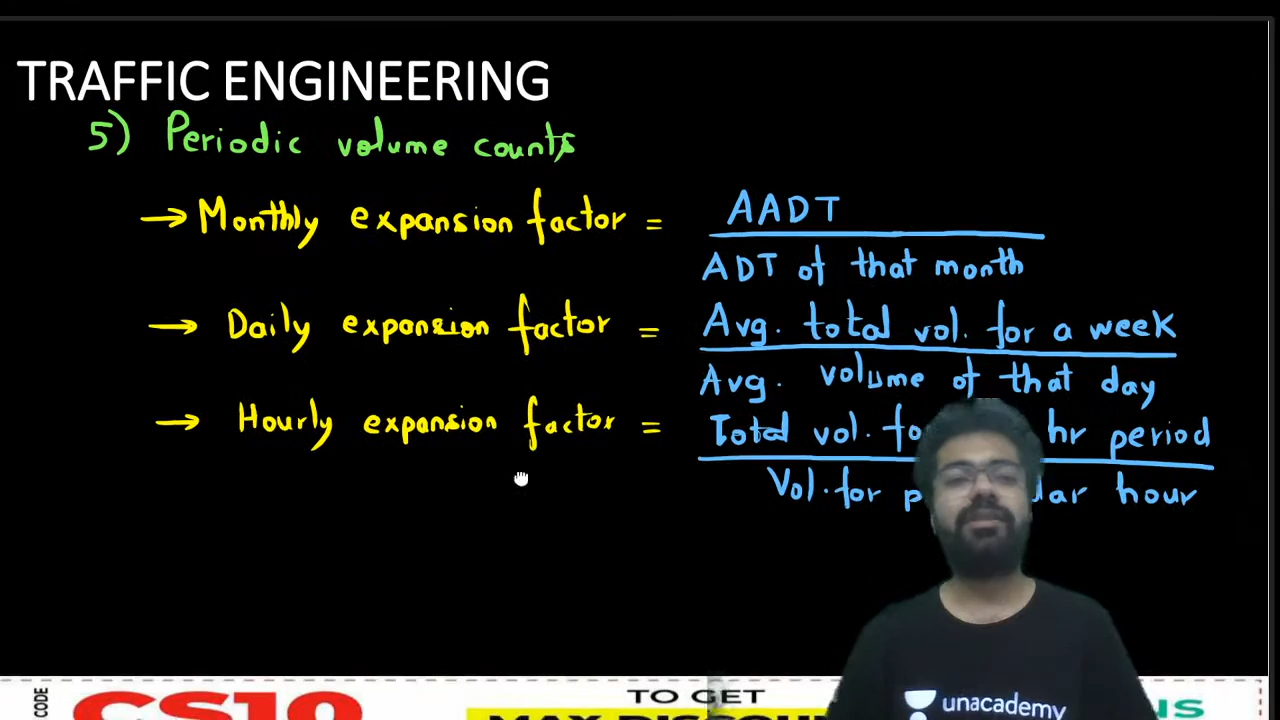 TRAFFIC ENGINEERING
5) Periodic volume counts
→ Monthly expansion factor = AADT
ADT of that month
→ Daily expansion factor = Avg. total vol. for a week
Avg. volume of that day
→ Hourly expansion factor = Total vol. hr period
Vol. for hour
CODE CS10 TO GET
unacademy